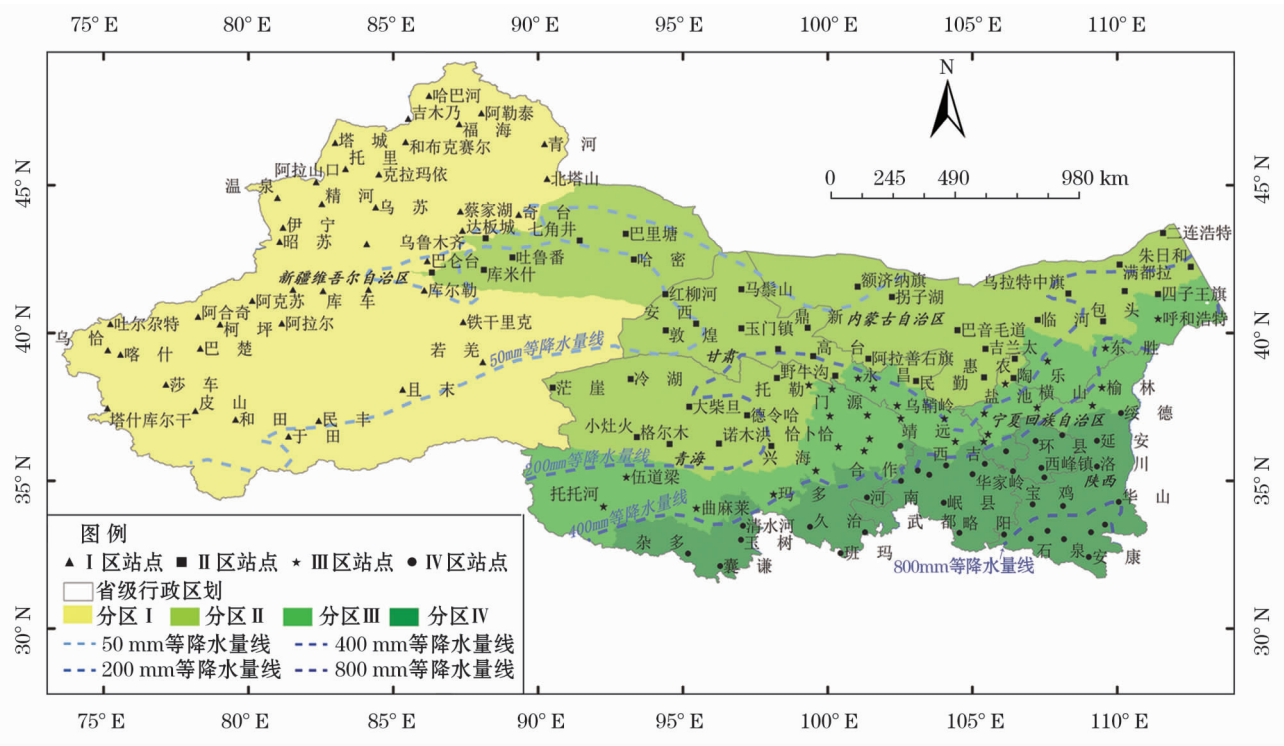 75° E 80° E 85° E 90° E 95° E 100° E 105° E 110° E
N
0 245 490 980 km
45° N 45° N
40° N 40° N
35° N 35° N
30° N 30° N
哈巴河
吉木乃 阿勒泰
福海
塔城 和布克赛尔 青河
托里
阿拉山口 克拉玛依 北塔山
温泉
精河
乌苏 蔡家湖 奇台
伊宁 达板城 七角井 巴里塘 二连浩特
昭苏 乌鲁木齐 朱日和
巴仑台 吐鲁番 哈密 满都拉
新疆维吾尔自治区 库米什 额济纳旗 乌拉特中旗
阿克苏 库车 库尔勒 红柳河 马鬃山 拐子湖 四子王旗
阿合奇 安西 鼎新 内蒙古自治区 包头
乌恰 吐尔尕特 柯坪 阿拉尔 铁干里克 敦煌 玉门镇 巴音毛道 临河 呼和浩特
喀什 巴楚 若羌 50mm等降水量线 甘肃 高台 吉兰太 东胜
阿拉善右旗 惠农
莎车 且末 茫崖 冷湖 野牛沟 永昌 民勤 陶乐
皮山 托勒 盐池 横山 榆林
塔什库尔干 和田 民丰 大柴旦 门源 乌鞘岭
于田 德令哈 宁夏回族自治区 绥德
小灶火 格尔木 诺木洪 恰卜恰 靖远 环县 延安
青海 兴海 西吉
200mm等降水量线 伍道梁 合作 西峰镇 洛川
华家岭 陕西
托托河 玛多 河南 岷县 宝鸡 华山
400mm等降水量线 曲麻莱
清水河 久治 武都 略阳
杂多 玉树 石泉
囊谦 班玛 安康
800mm等降水量线
图例
I 区站点 II 区站点 III 区站点 IV 区站点
省级行政区划
分区 I 分区 II 分区 III 分区 IV
50 mm等降水量线 400 mm等降水量线
200 mm等降水量线 800 mm等降水量线
75° E 80° E 85° E 90° E 95° E 100° E 105° E 110° E